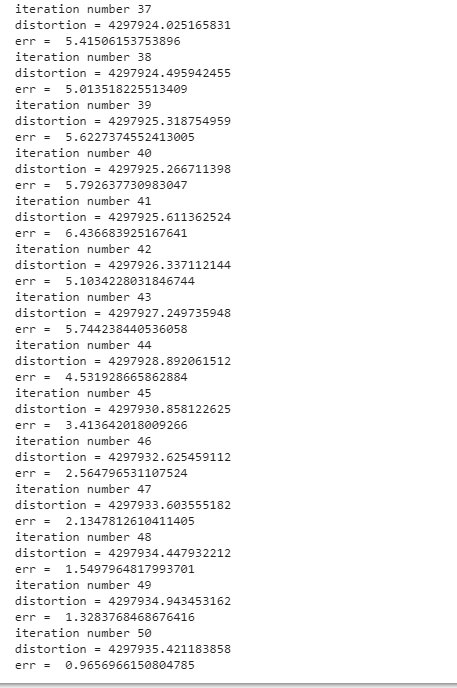 iteration number 37
distortion = 4297924.025165831
err =  5.41506153753896
iteration number 38
distortion = 4297924.495942455
err =  5.013518225513409
iteration number 39
distortion = 4297925.318754959
err =  5.6227374552413005
iteration number 40
distortion = 4297925.266711398
err =  5.792637730983047
iteration number 41
distortion = 4297925.611362524
err =  6.436683925167641
iteration number 42
distortion = 4297926.337112144
err =  5.1034228031846744
iteration number 43
distortion = 4297927.249735948
err =  5.744238440536058
iteration number 44
distortion = 4297928.892061512
err =  4.531928665862884
iteration number 45
distortion = 4297930.858122625
err =  3.413642018009266
iteration number 46
distortion = 4297932.625459112
err =  2.564796531107524
iteration number 47
distortion = 4297933.603555182
err =  2.1347812610411405
iteration number 48
distortion = 4297934.447932212
err =  1.5497964817993701
iteration number 49
distortion = 4297934.943453162
err =  1.3283768468676416
iteration number 50
distortion = 4297935.421183858
err =  0.9656966150804785